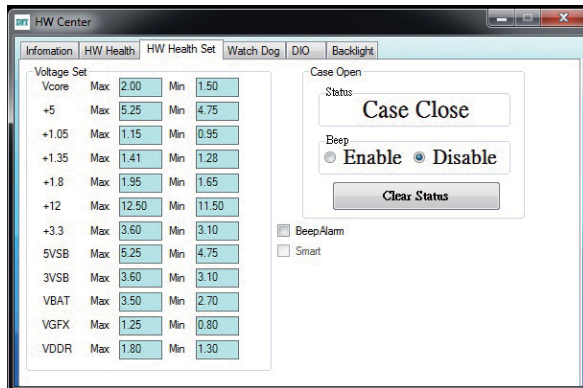 DFI HW Center
Infomation HW Health HW Health Set Watch Dog DIO Backlight
Voltage Set
Vcore Max 2.00 Min 1.50
+5 Max 5.25 Min 4.75
+1.05 Max 1.15 Min 0.95
+1.35 Max 1.41 Min 1.28
+1.8 Max 1.95 Min 1.65
+12 Max 12.50 Min 11.50
+3.3 Max 3.60 Min 3.10
5VSB Max 5.25 Min 4.75
3VSB Max 3.60 Min 3.10
VBAT Max 3.50 Min 2.70
VGFX Max 1.25 Min 0.80
VDDR Max 1.80 Min 1.30
Case Open
Status
Case Close
Beep
Enable Disable
Clear Status
BeepAlarm
Smart